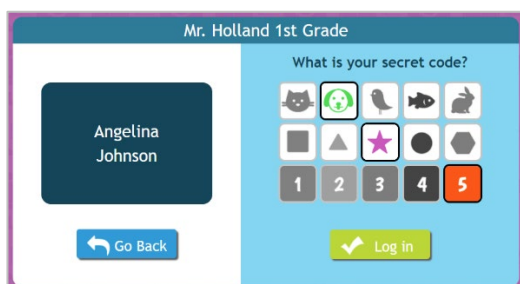 Mr. Holland 1st Grade
Angelina
Johnson
Go Back
What is your secret code?
1 2 3 4 5
Log in